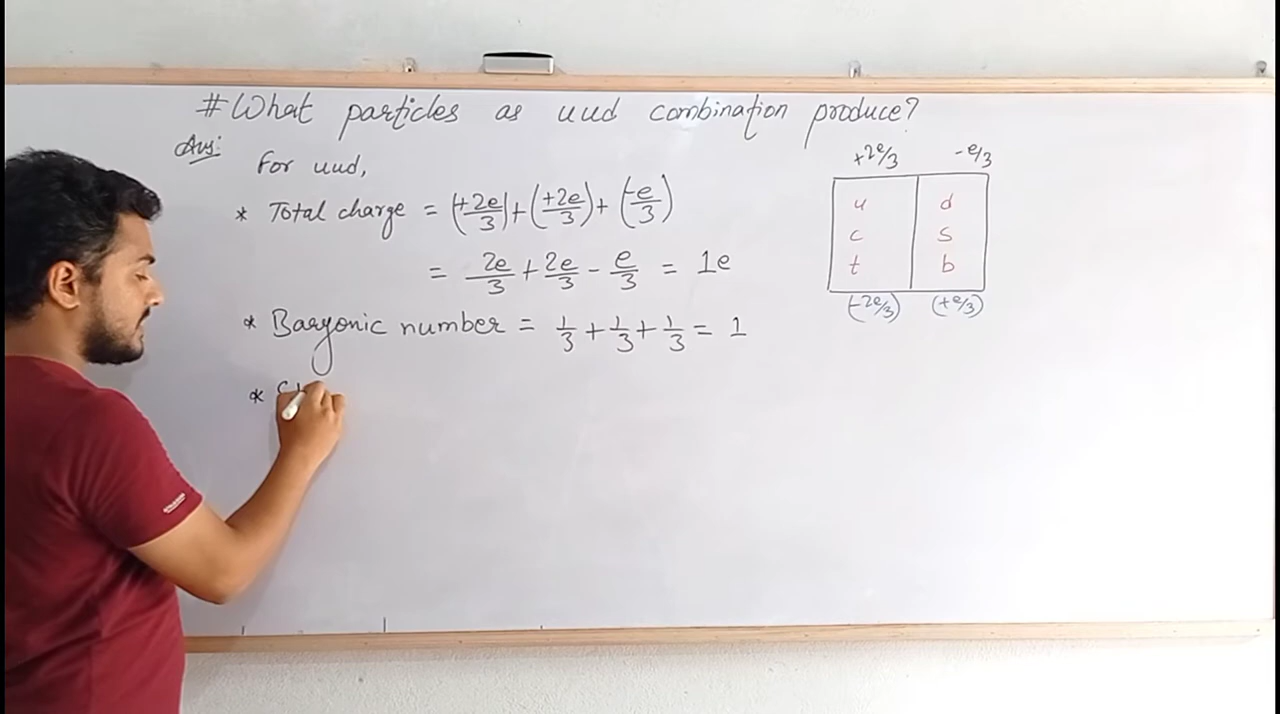 #What particles as uud combination produce?
Ans:
For uud,
* Total charge = (+2e/3)+(+2e/3)+(-e/3)
= 2e/3 + 2e/3 - e/3 = 1e
* Baryonic number = 1/3 + 1/3 + 1/3 = 1
*
+2e/3 -e/3
u d
c s
t b
(-2e/3) (+e/3)